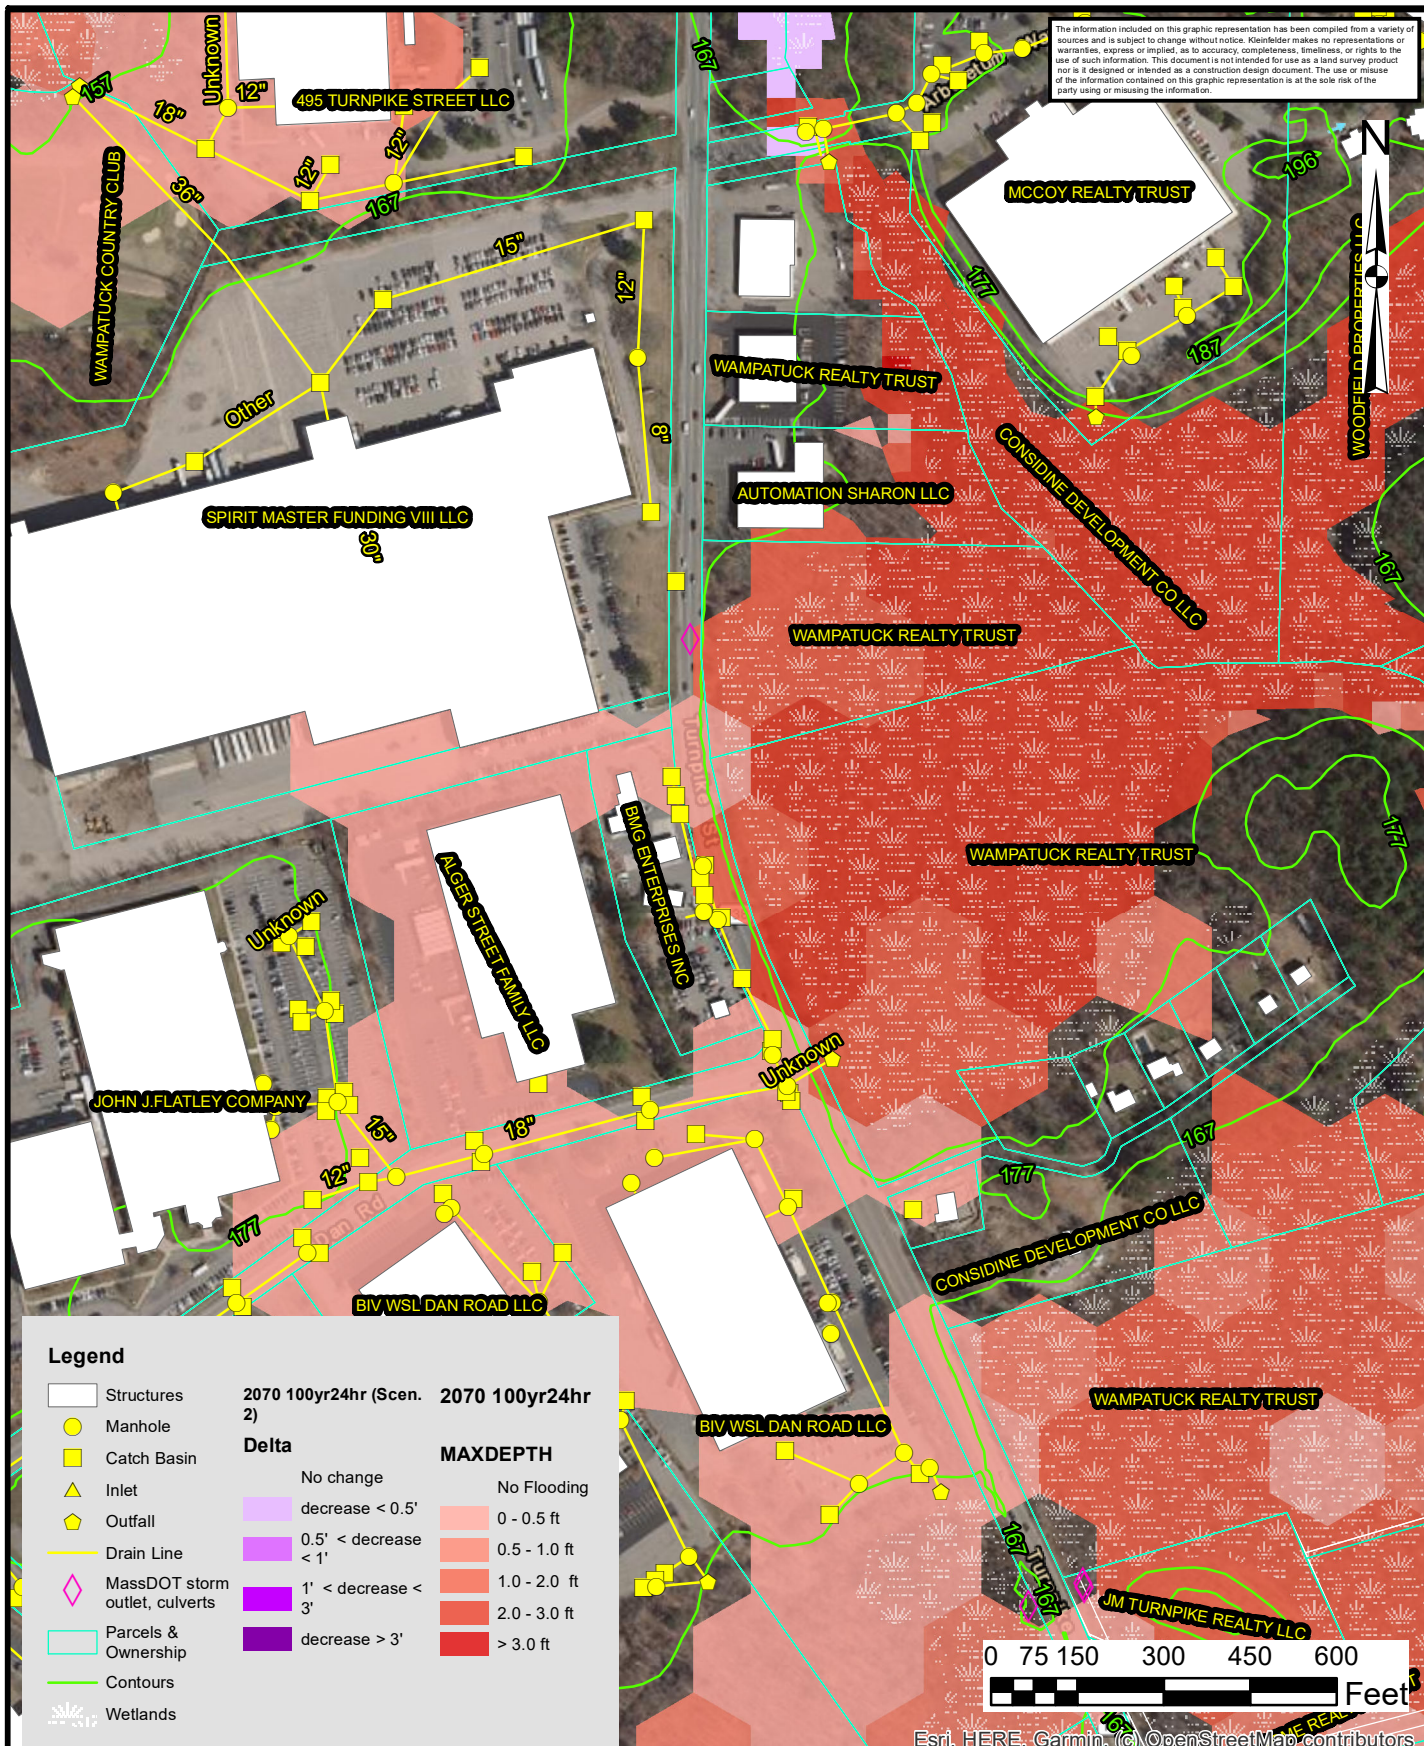 The information included on this graphic representation has been compiled from a variety of
sources and is subject to change without notice. Kleinfelder makes no representations or
warranties, express or implied, as to accuracy, completeness, timeliness, or rights to the
use of such information. This document is not intended for use as a land survey product
nor is it designed or intended as a construction design document. The use or misuse
of the information contained on this graphic representation is at the sole risk of the
party using or misusing the information.
N
157
18"
Unknown
12"
495 TURNPIKE STREET LLC
12"
12"
36"
167
167
WAMPATUCK COUNTRY CLUB
15"
12"
8"
Other
MCCOY REALTY TRUST
196
177
187
WOODFIELD PROPERTIES LLC
WAMPATUCK REALTY TRUST
SPIRIT MASTER FUNDING VIII LLC
30"
AUTOMATION SHARON LLC
CONSIDINE DEVELOPMENT CO LLC
167
WAMPATUCK REALTY TRUST
Turnpike St
BMG ENTERPRISES INC
ALGER STREET FAMILY LLC
WAMPATUCK REALTY TRUST
177
Unknown
JOHN J.FLATLEY COMPANY
15"
12"
18"
Unknown
177
Dan Rd
167
177
CONSIDINE DEVELOPMENT CO LLC
BIV WSL DAN ROAD LLC
BIV WSL DAN ROAD LLC
WAMPATUCK REALTY TRUST
167
167
JM TURNPIKE REALTY LLC
167
Legend
Structures
Manhole
Catch Basin
Inlet
Outfall
Drain Line
MassDOT storm
outlet, culverts
Parcels &
Ownership
Contours
Wetlands
2070 100yr24hr (Scen.
2)
Delta
No change
decrease < 0.5'
0.5' < decrease
< 1'
1' < decrease <
3'
decrease > 3'
2070 100yr24hr
MAXDEPTH
No Flooding
0 - 0.5 ft
0.5 - 1.0 ft
1.0 - 2.0 ft
2.0 - 3.0 ft
> 3.0 ft
0 75 150 300 450 600
Feet
Esri, HERE, Garmin, (c) OpenStreetMap contributors